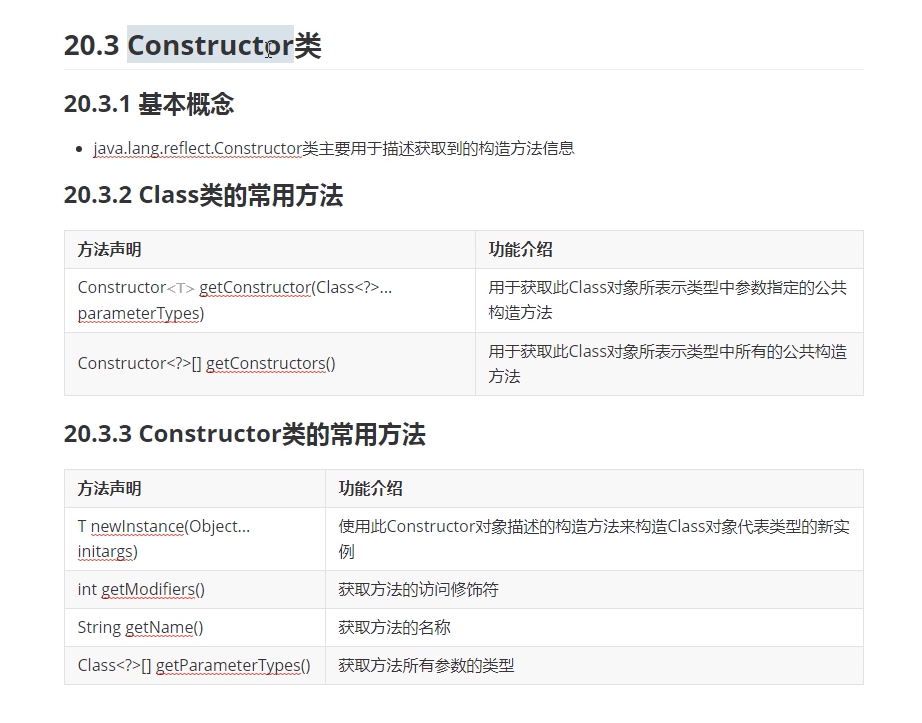 20.3 Constructor类
20.3.1 基本概念
java.lang.reflect.Constructor类主要用于描述获取到的构造方法信息
20.3.2 Class类的常用方法
方法声明 功能介绍
Constructor<T> getConstructor(Class<?>...
parameterTypes)
用于获取此Class对象所表示类型中参数指定的公共
构造方法
Constructor<?>[] getConstructors()
用于获取此Class对象所表示类型中所有的公共构造
方法
20.3.3 Constructor类的常用方法
方法声明 功能介绍
T newInstance(Object...
initargs)
使用此Constructor对象描述的构造方法来构造Class对象代表类型的新实
例
int getModifiers() 获取方法的访问修饰符
String getName() 获取方法的名称
Class<?>[] getParameterTypes() 获取方法所有参数的类型